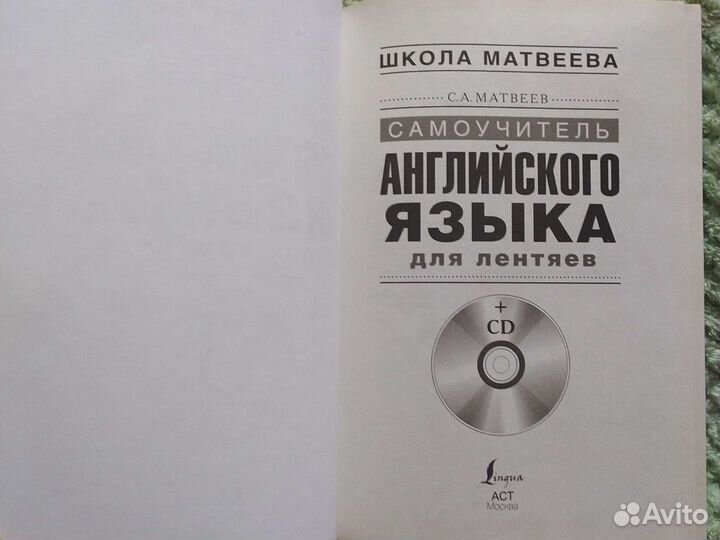 ШКОЛА МАТВЕЕВА
С.А. МАТВЕЕВ
САМОУЧИТЕЛЬ
АНГЛИЙСКОГО
ЯЗЫКА
ДЛЯ ЛЕНТЯЕВ
+
CD
Lingua
АСТ
Москва
Avito